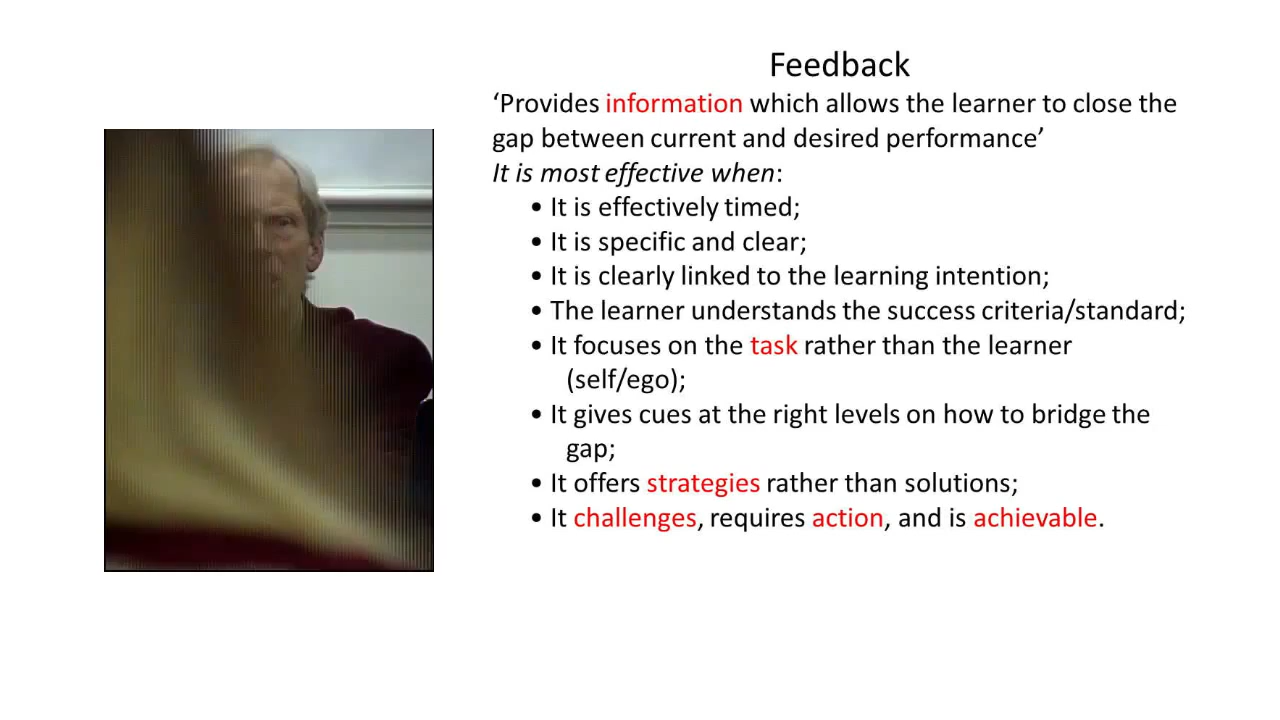 Feedback
‘Provides information which allows the learner to close the
gap between current and desired performance’
It is most effective when:
• It is effectively timed;
• It is specific and clear;
• It is clearly linked to the learning intention;
• The learner understands the success criteria/standard;
• It focuses on the task rather than the learner
(self/ego);
• It gives cues at the right levels on how to bridge the
gap;
• It offers strategies rather than solutions;
• It challenges, requires action, and is achievable.